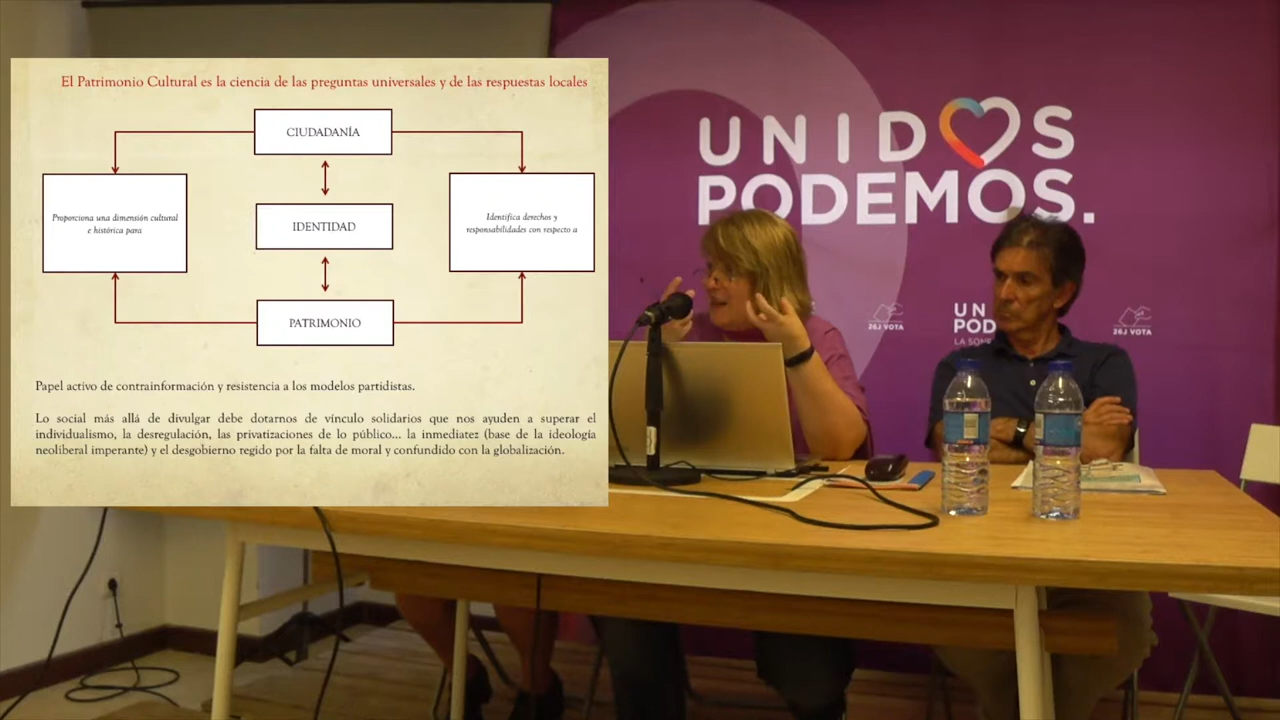 El Patrimonio Cultural es la ciencia de las preguntas universales y de las respuestas locales
CIUDADANÍA
Proporciona una dimensión cultural
e histórica para
IDENTIDAD
Identifica derechos y
responsabilidades con respecto a
PATRIMONIO
Papel activo de contrainformación y resistencia a los modelos partidistas.
Lo social más allá de divulgar debe dotarnos de vínculo solidarios que nos ayuden a superar el
individualismo, la desregulación, las privatizaciones de lo público... la inmediatez (base de la ideología
neoliberal imperante) y el desgobierno regido por la falta de moral y confundido con la globalización.
UNIDOS
PODEMOS.
26J VOTA
UN
POD
LA
26J VOTA